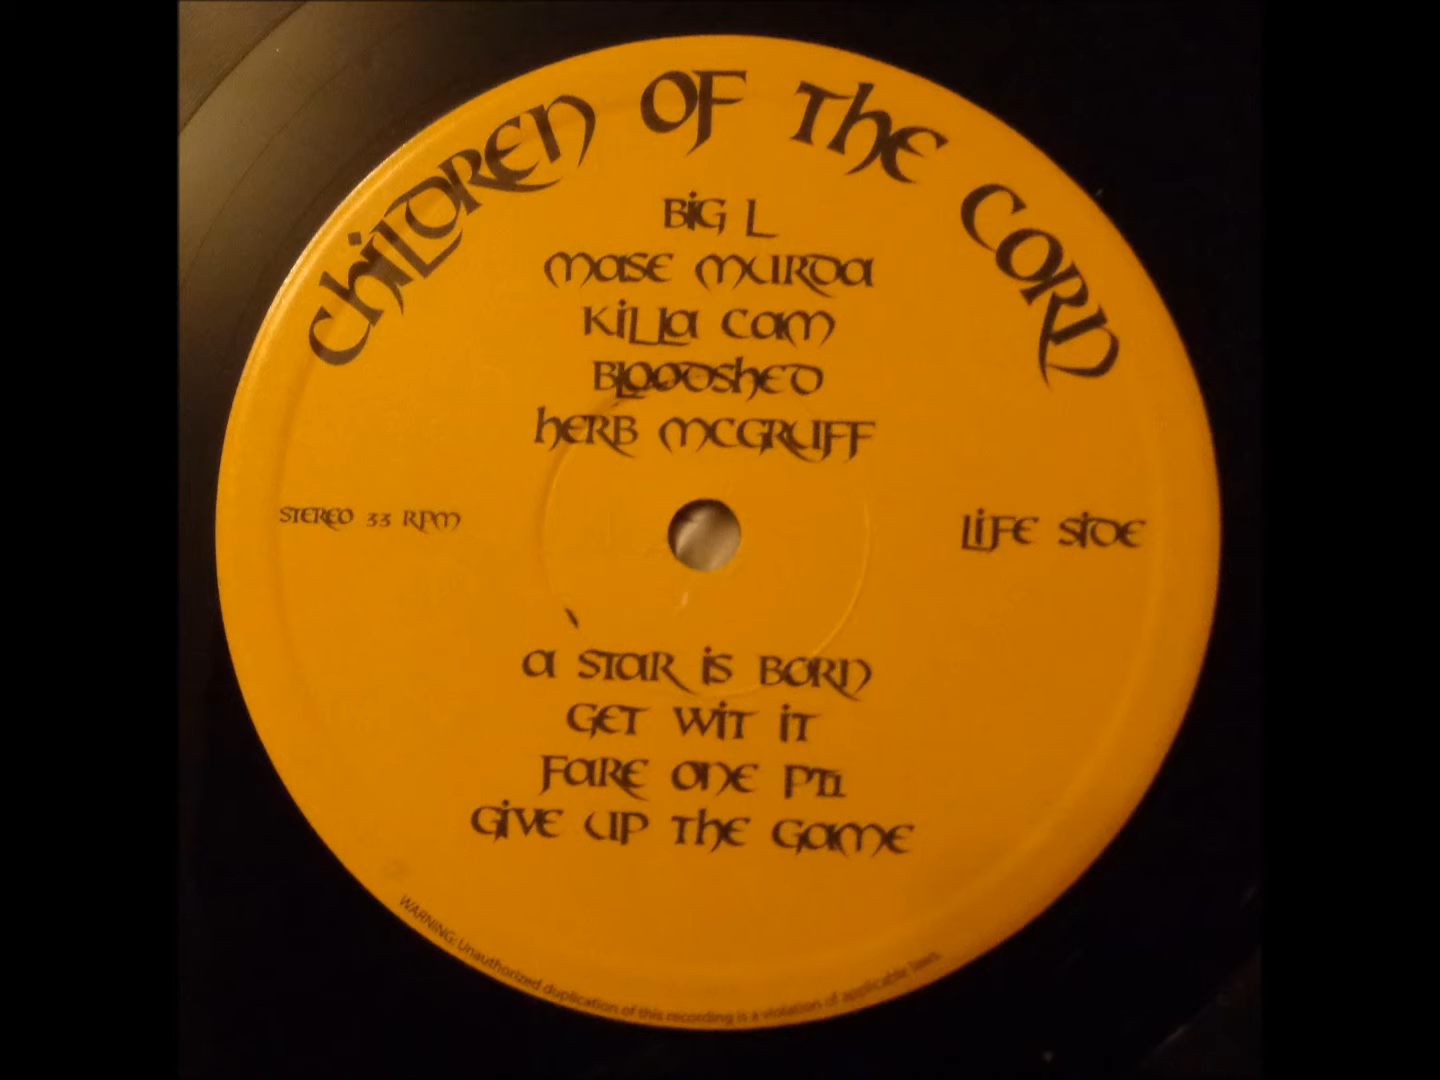 CHILDREN OF THE CORN
BIG L
MASE MURDA
KILLA CAM
BLOODSHED
HERB MCGRUFF
STEREO 33 RPM
LIFE SIDE
A STAR IS BORN
GET WIT IT
FARE ONE PT1
GIVE UP THE GAME
WARNING: Unauthorized duplication of this recording is a violation of applicable laws.